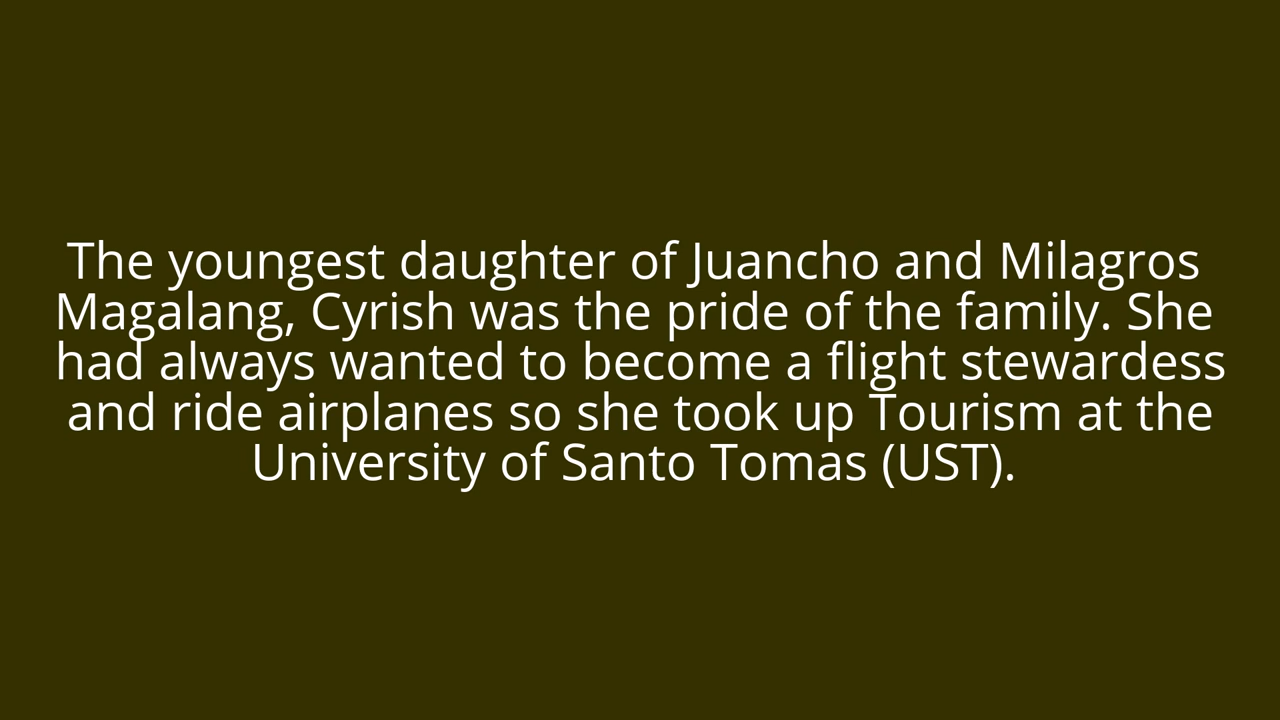 The youngest daughter of Juancho and Milagros
Magalang, Cyrish was the pride of the family. She
had always wanted to become a flight stewardess
and ride airplanes so she took up Tourism at the
University of Santo Tomas (UST).